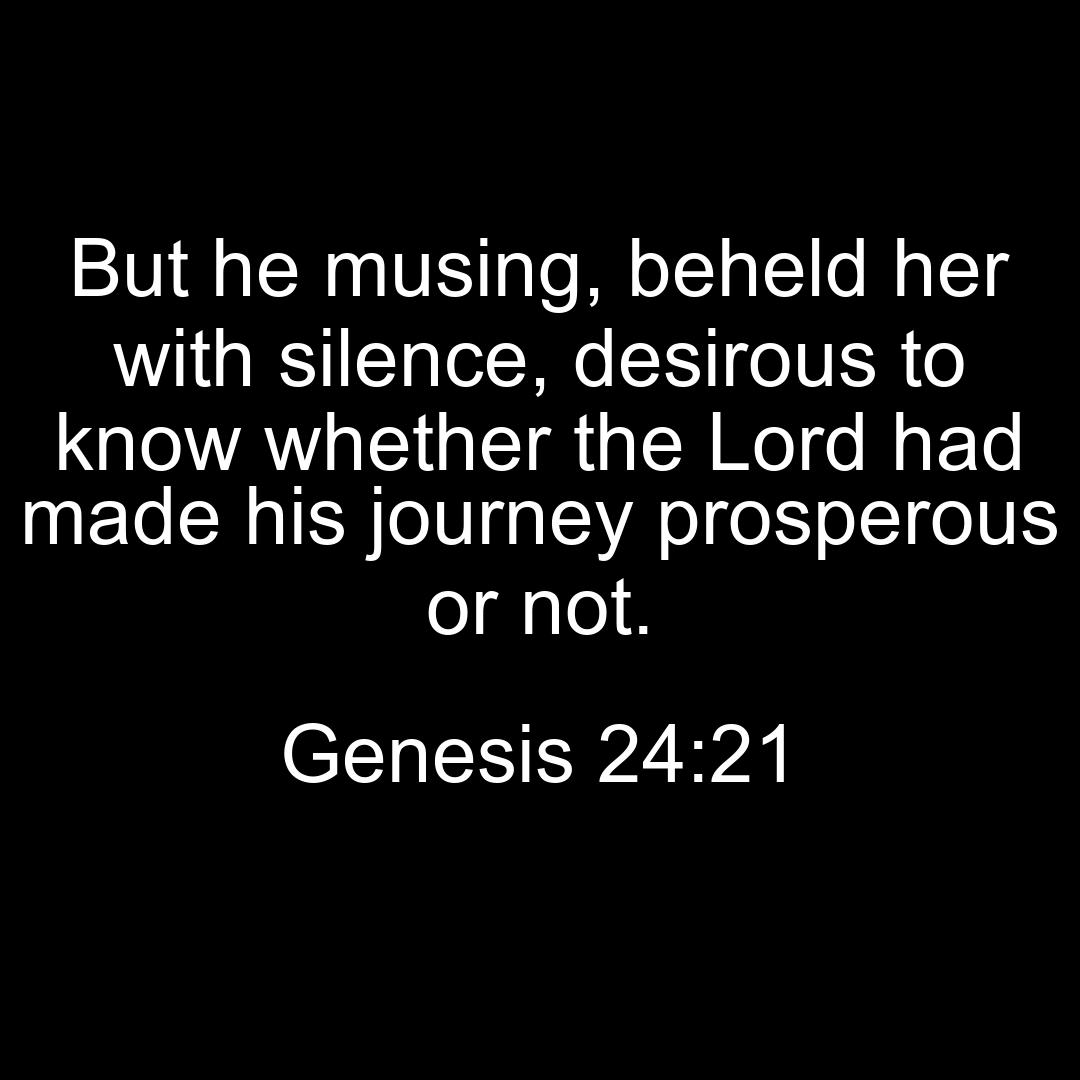 But he musing, beheld her
with silence, desirous to
know whether the Lord had
made his journey prosperous
or not.
Genesis 24:21